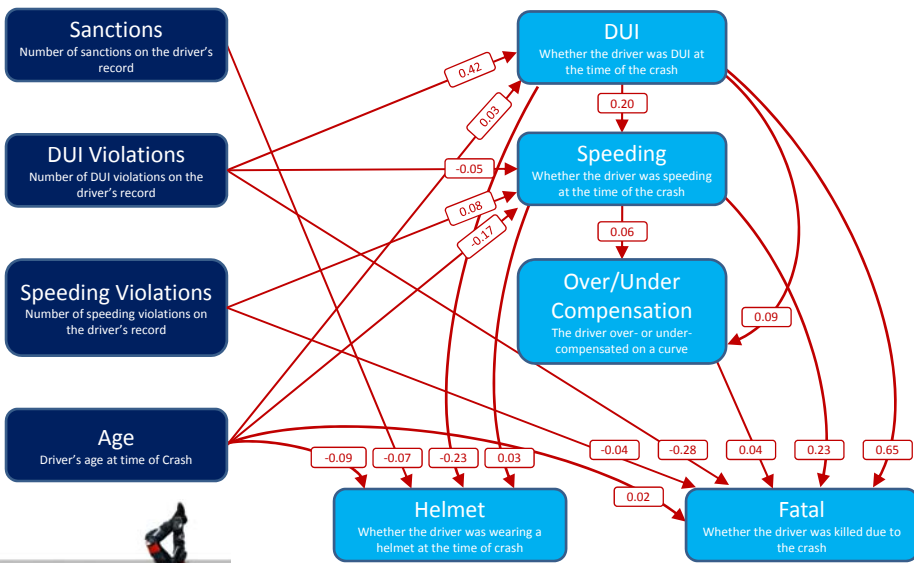 Sanctions
Number of sanctions on the driver's
record
DUI Violations
Number of DUI violations on the
driver's record
Speeding Violations
Number of speeding violations on
the driver's record
Age
Driver's age at time of Crash
DUI
Whether the driver was DUI at
the time of the crash
Speeding
Whether the driver was speeding
at the time of the crash
Over/Under
Compensation
The driver over- or under-
compensated on a curve
Helmet
Whether the driver was wearing a
helmet at the time of crash
Fatal
Whether the driver was killed due to
the crash
0.42
0.03
0.20
-0.05
0.08
-0.17
0.06
0.09
-0.09
-0.07
-0.23
0.03
-0.04
-0.28
0.04
0.23
0.65
0.02